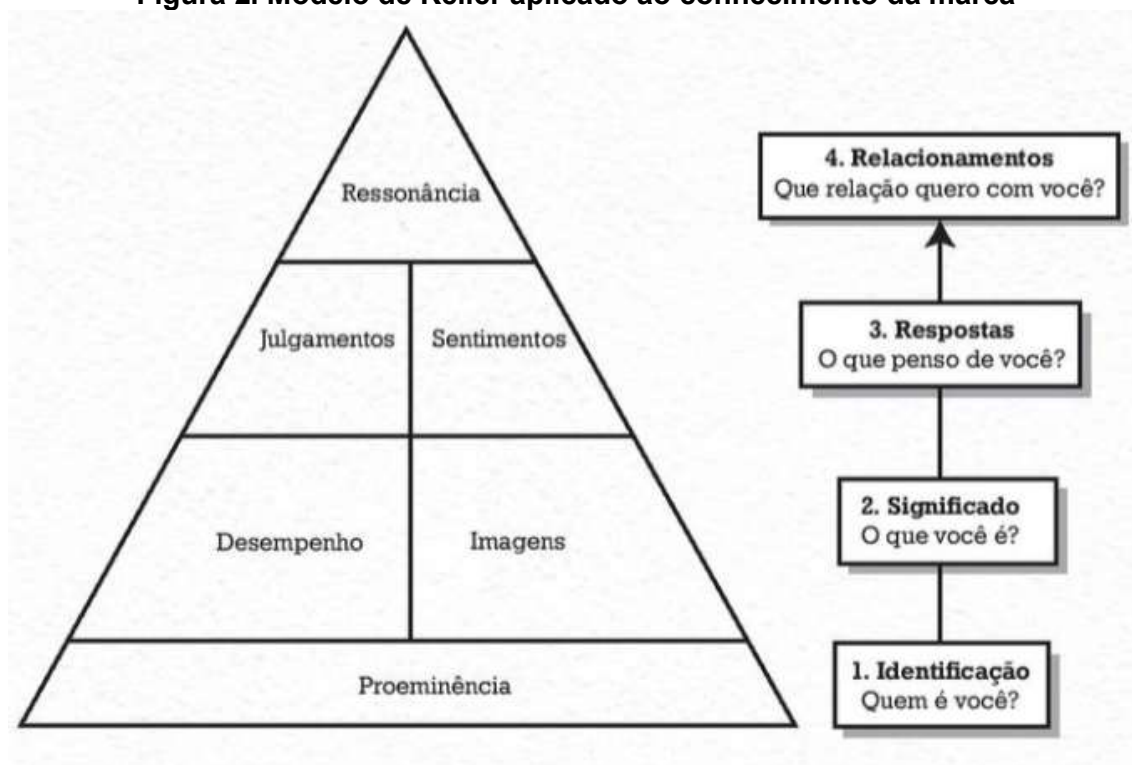 Figura 2. Modelo de Keller aplicado ao conhecimento da marca
Ressonância
Julgamentos
Sentimentos
Desempenho
Imagens
Proeminência
4. Relacionamentos
Que relação quero com você?
3. Respostas
O que penso de você?
2. Significado
O que você é?
1. Identificação
Quem é você?